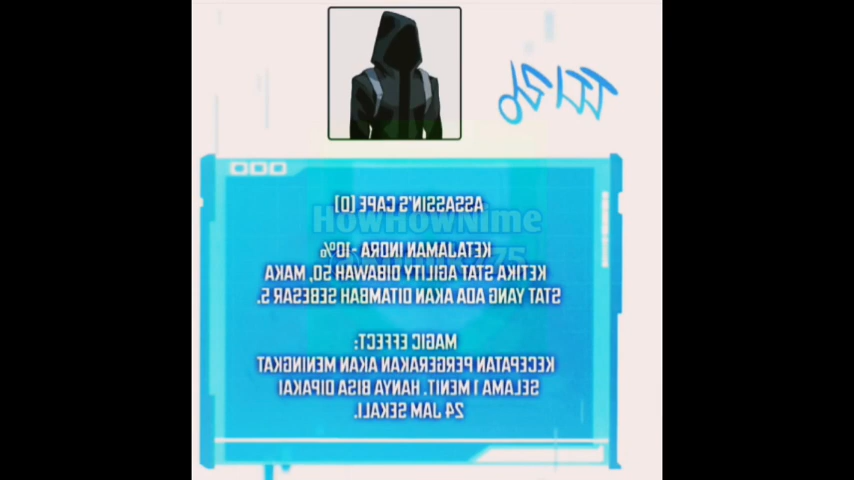 ASSASSIN'S CAPE [0]
HowHowNime
KETAJAMAN INDRA -10%
KETIKA STAT AGILITY DIBAWAH 50, MAKA
STAT YANG ADA AKAN DITAMBAH SEBESAR 5.
MAGIC EFFECT:
KECEPATAN PERGERAKAN AKAN MENINGKAT
SELAMA 1 MENIT. HANYA BISA DIPAKAI
24 JAM SEKALI.